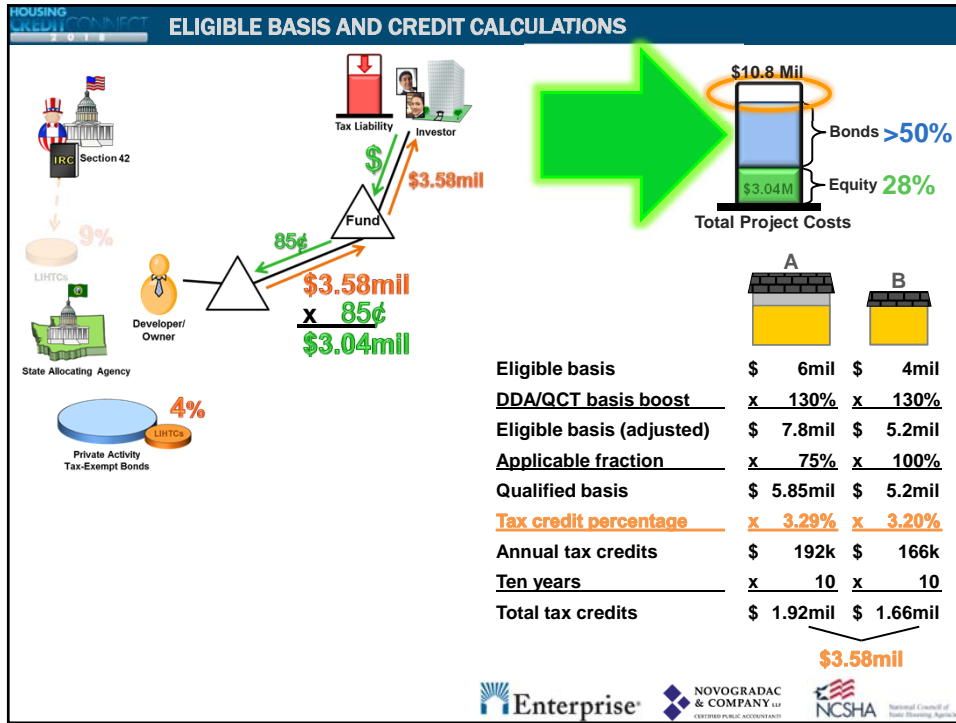 HOUSING
CREDIT CONNECT
2018
ELIGIBLE BASIS AND CREDIT CALCULATIONS
IRC
Section 42
9%
LIHTCs
State Allocating Agency
4%
LIHTCs
Private Activity
Tax-Exempt Bonds
Developer/
Owner
Tax Liability
Investor
$
$3.58mil
Fund
85¢
$3.58mil
x 85¢
$3.04mil
$10.8 Mil
Bonds >50%
$3.04M
Equity 28%
Total Project Costs
A B
Eligible basis $ 6mil $ 4mil
DDA/QCT basis boost x 130% x 130%
Eligible basis (adjusted) $ 7.8mil $ 5.2mil
Applicable fraction x 75% x 100%
Qualified basis $ 5.85mil $ 5.2mil
Tax credit percentage x 3.29% x 3.20%
Annual tax credits $ 192k $ 166k
Ten years x 10 x 10
Total tax credits $ 1.92mil $ 1.66mil
$3.58mil
Enterprise
NOVOGRADAC
& COMPANY LLP
CERTIFIED PUBLIC ACCOUNTANTS
NCSHA
National Council of
State Housing Agencies